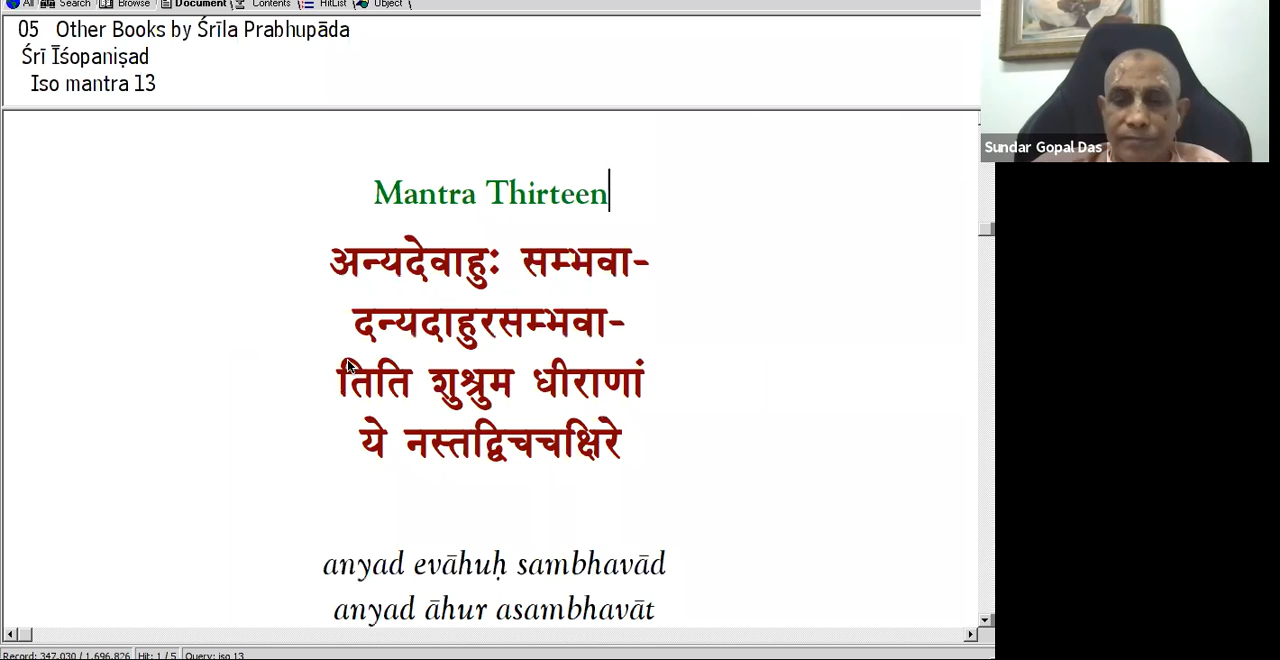 All Search Browse Document Contents HitList Object
05 Other Books by Śrīla Prabhupāda
Śrī Īśopaniṣad
Iso mantra 13
Sundar Gopal Das
Mantra Thirteen
अन्यदेवाहुः सम्भवा-
दन्यदाहुरसम्भवा-
तिति शुश्रुम धीराणां
ये नस्तद्विचचक्षिरे
anyad evāhuḥ sambhavād
anyad āhur asambhavāt
Record: 347,030 / 1,696,826 Hit: 1 / 5 Query: iso 13